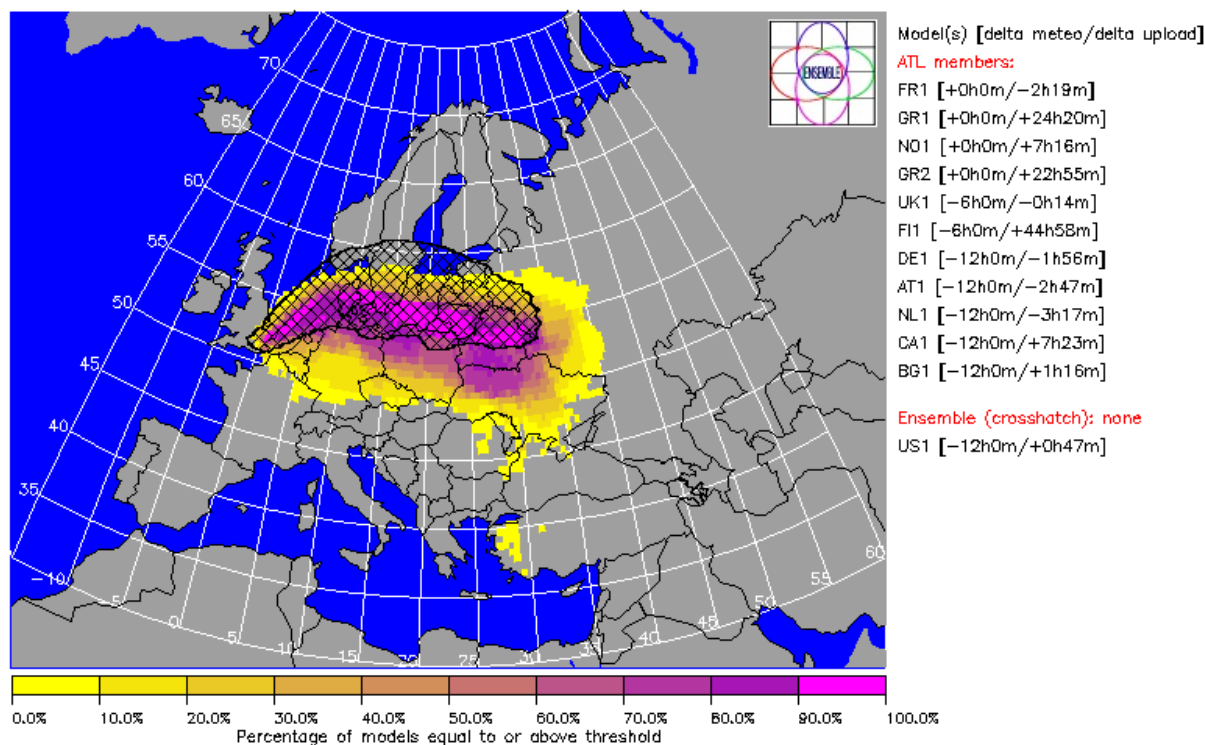 Model(s) [delta meteo/delta upload]
ATL members:
FR1 [+0h0m/-2h19m]
GR1 [+0h0m/+24h20m]
NO1 [+0h0m/+7h16m]
GR2 [+0h0m/+22h55m]
UK1 [-6h0m/-0h14m]
FI1 [-6h0m/+44h58m]
DE1 [-12h0m/-1h56m]
AT1 [-12h0m/-2h47m]
NL1 [-12h0m/-3h17m]
CA1 [-12h0m/+7h23m]
BG1 [-12h0m/+1h16m]
Ensemble (crosshatch): none
US1 [-12h0m/+0h47m]
ENSEMBLE
70
65
60
55
50
45
40
35
-10 -5 0 5 10 15 20 25 30 35 40 45 50 55 60
0.0% 10.0% 20.0% 30.0% 40.0% 50.0% 60.0% 70.0% 80.0% 90.0% 100.0%
Percentage of models equal to or above threshold